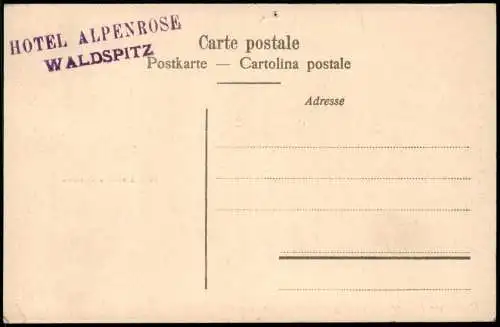 HOTEL ALPENROSE
WALDSPITZ
Carte postale
Postkarte — Cartolina postale
Adresse